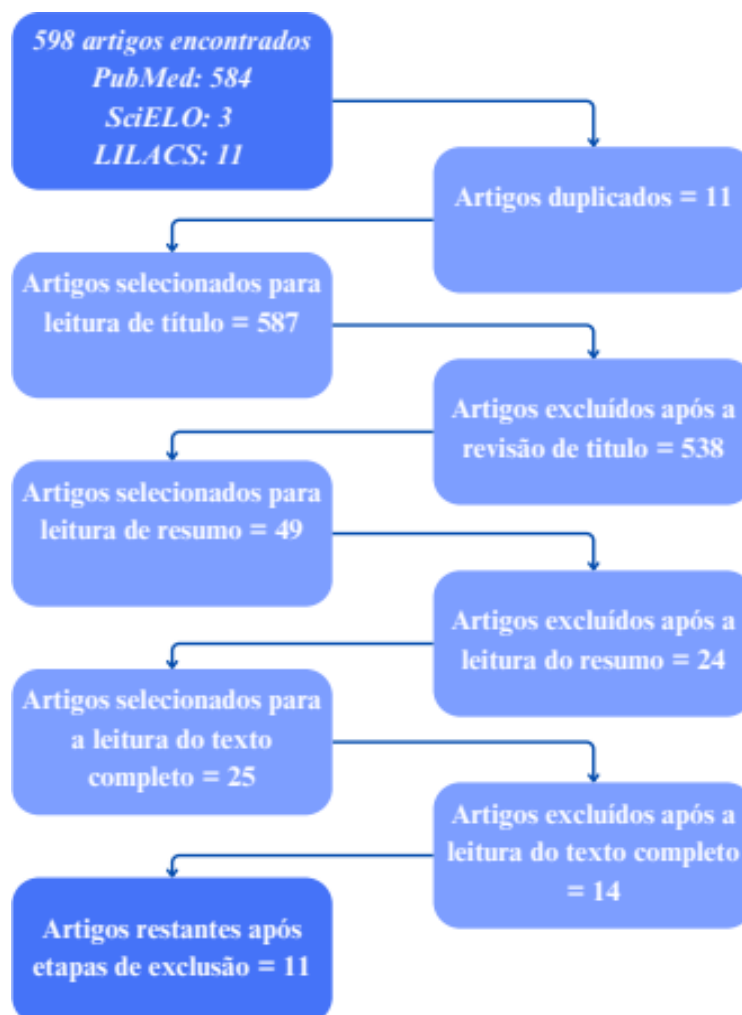 598 artigos encontrados
PubMed: 584
SciELO: 3
LILACS: 11
Artigos duplicados = 11
Artigos selecionados para
leitura de título = 587
Artigos excluídos após a
revisão de titulo = 538
Artigos selecionados para
leitura de resumo = 49
Artigos excluídos após a
leitura do resumo = 24
Artigos selecionados para
a leitura do texto
completo = 25
Artigos excluídos após a
leitura do texto completo
= 14
Artigos restantes após
etapas de exclusão = 11